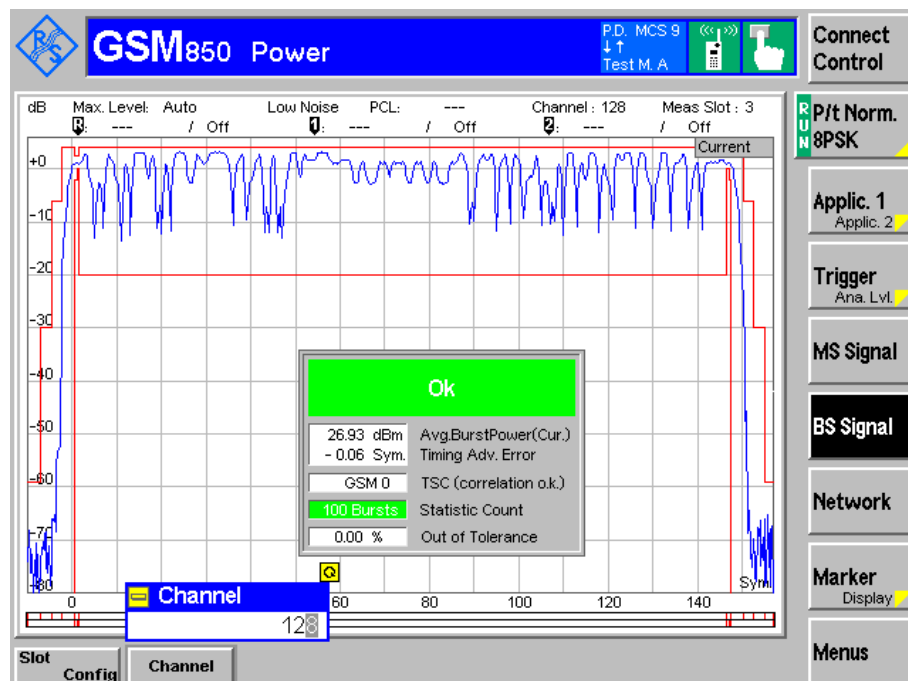 R S
GSM850 Power
P.D. MCS 9
↓ ↑
Test M. A
Connect Control
dB Max. Level: Auto Low Noise PCL: --- Channel : 128 Meas Slot : 3
R: --- / Off 1: --- / Off 2: --- / Off
Current
RUN
P/t Norm.
8PSK
+0
-10
-20
-30
-40
-50
-60
-70
-80
Applic. 1
Applic. 2
Trigger
Ana. Lvl.
MS Signal
BS Signal
Network
Marker
Display
Menus
Ok
26.93 dBm Avg.BurstPower(Cur.)
- 0.06 Sym. Timing Adv. Error
GSM 0 TSC (correlation o.k.)
100 Bursts Statistic Count
0.00 % Out of Tolerance
Sym.
0 60 80 100 120 140
Channel
128
Slot
Config
Channel